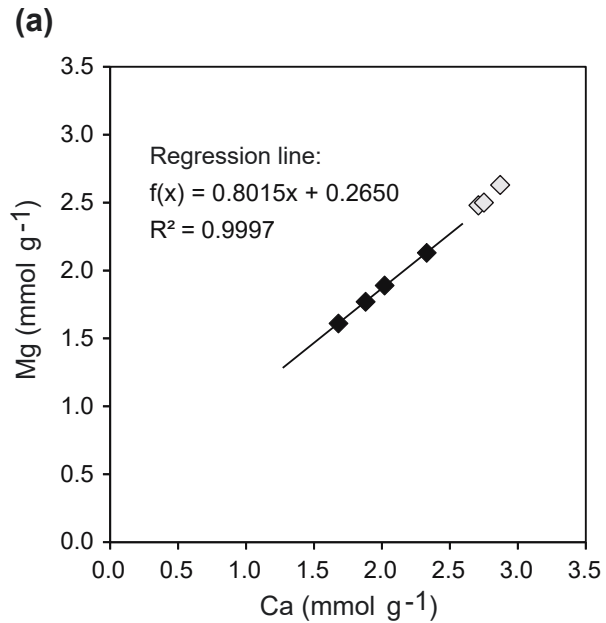 (a)
3.5
3.0
2.5
2.0
1.5
1.0
0.5
0.0
Mg (mmol g-1)
Regression line:
f(x) = 0.8015x + 0.2650
R² = 0.9997
0.0 0.5 1.0 1.5 2.0 2.5 3.0 3.5
Ca (mmol g-1)